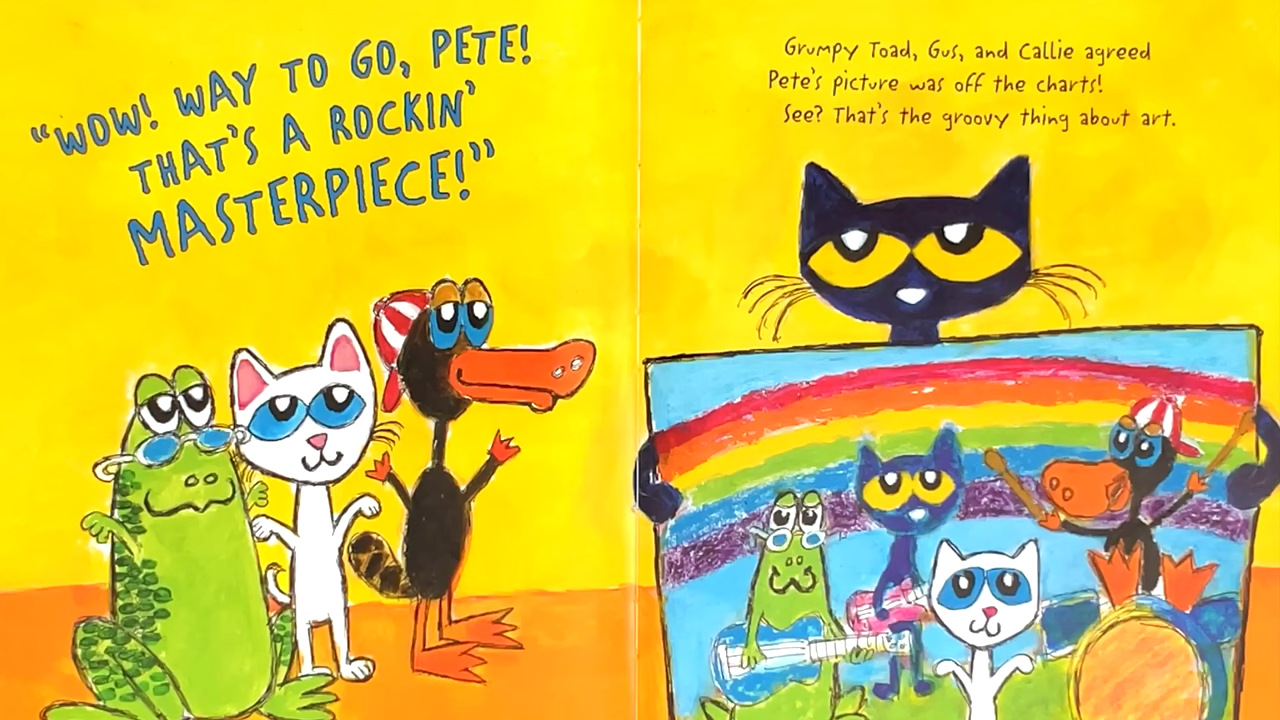 "WOW! WAY TO GO, PETE!
THAT'S A ROCKIN'
MASTERPIECE!"
Grumpy Toad, Gus, and Callie agreed
Pete's picture was off the charts!
See? That's the groovy thing about art.